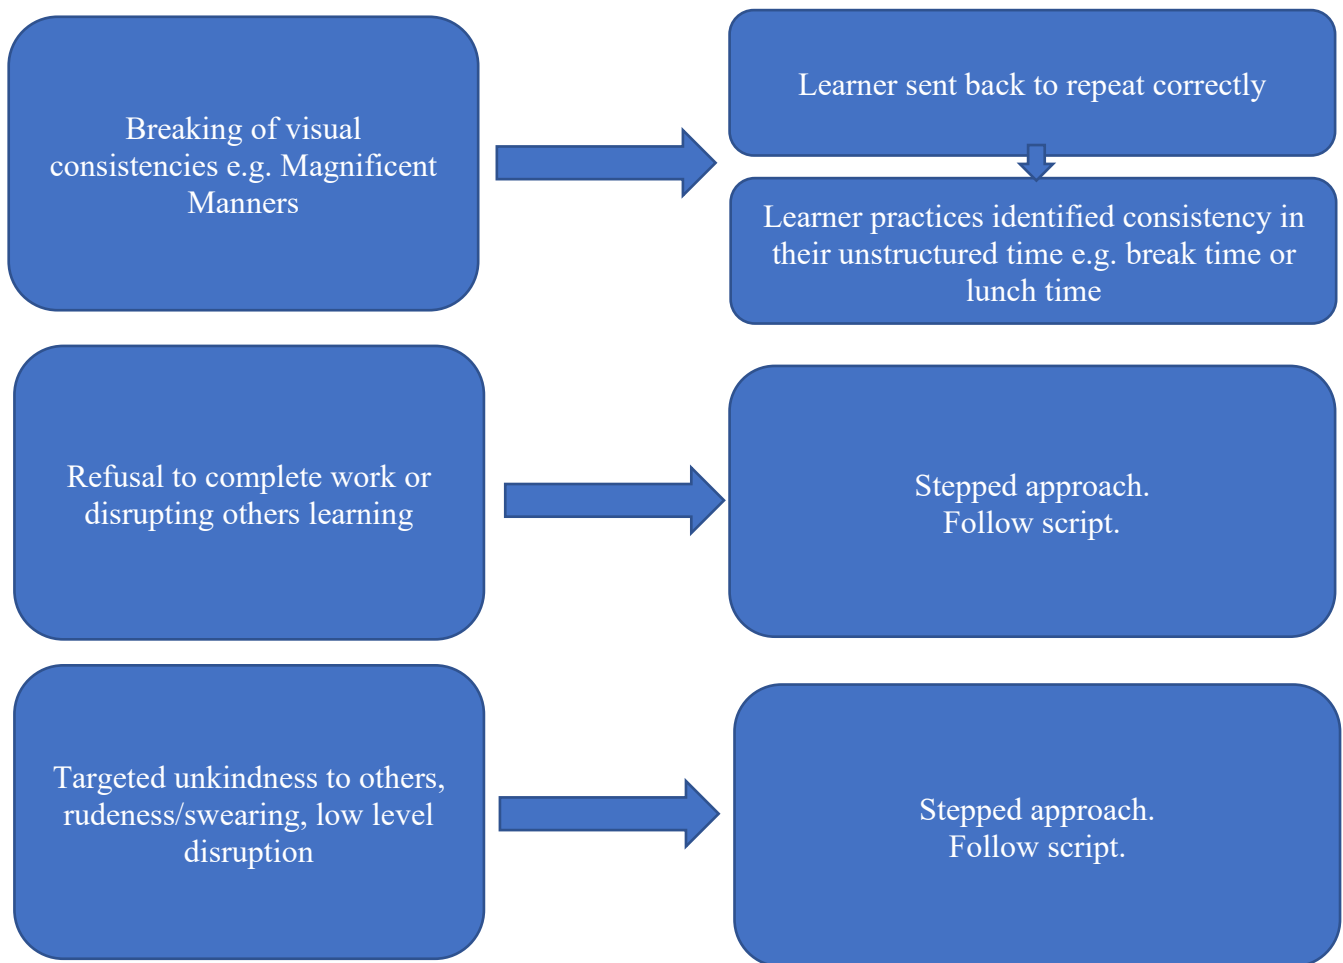 Breaking of visual
consistencies e.g. Magnificent
Manners
Learner sent back to repeat correctly
Learner practices identified consistency in
their unstructured time e.g. break time or
lunch time
Refusal to complete work or
disrupting others learning
Stepped approach.
Follow script.
Targeted unkindness to others,
rudeness/swearing, low level
disruption
Stepped approach.
Follow script.